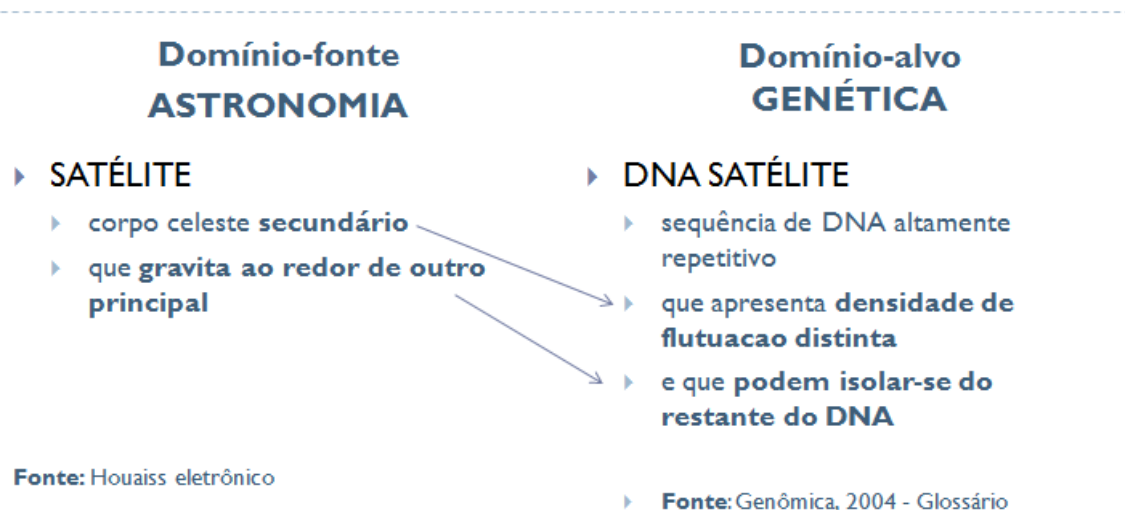 Domínio-fonte
ASTRONOMIA
SATÉLITE
corpo celeste secundário
que gravita ao redor de outro
principal
Fonte: Houaiss eletrônico
Domínio-alvo
GENÉTICA
DNA SATÉLITE
sequência de DNA altamente
repetitivo
que apresenta densidade de
flutuacao distinta
e que podem isolar-se do
restante do DNA
Fonte: Genômica, 2004 - Glossário